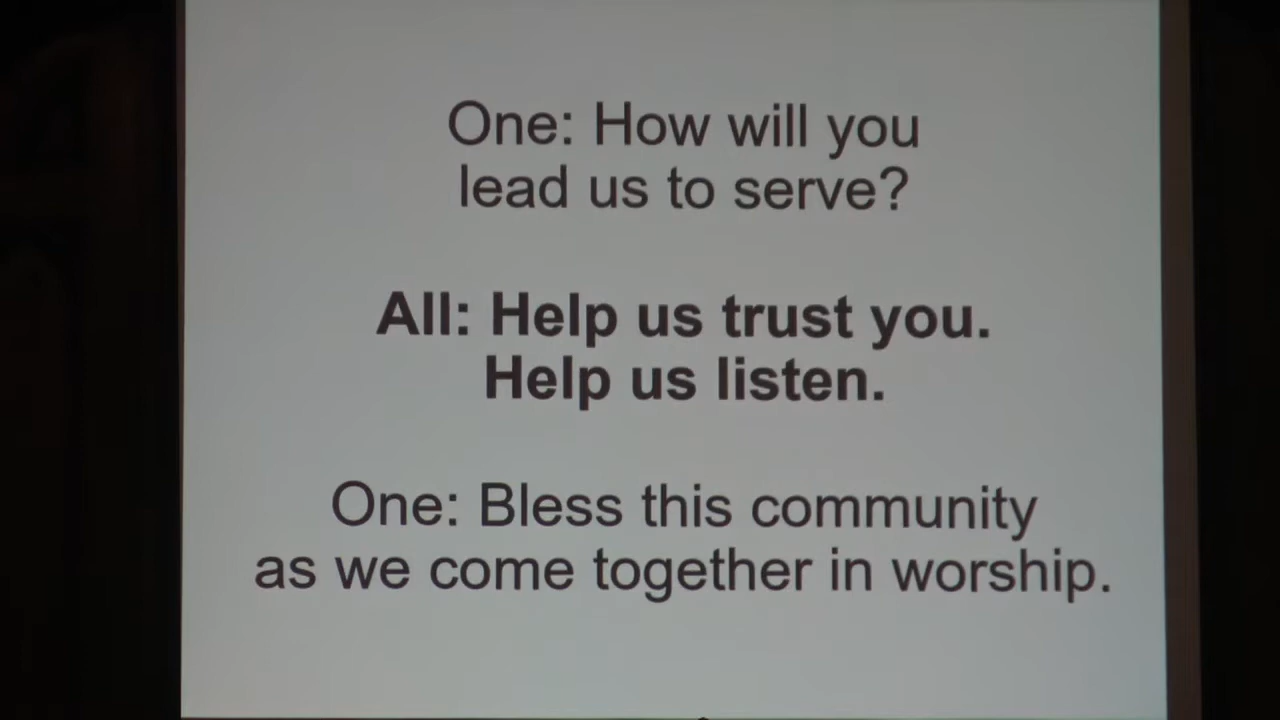 One: How will you
lead us to serve?
All: Help us trust you.
Help us listen.
One: Bless this community
as we come together in worship.